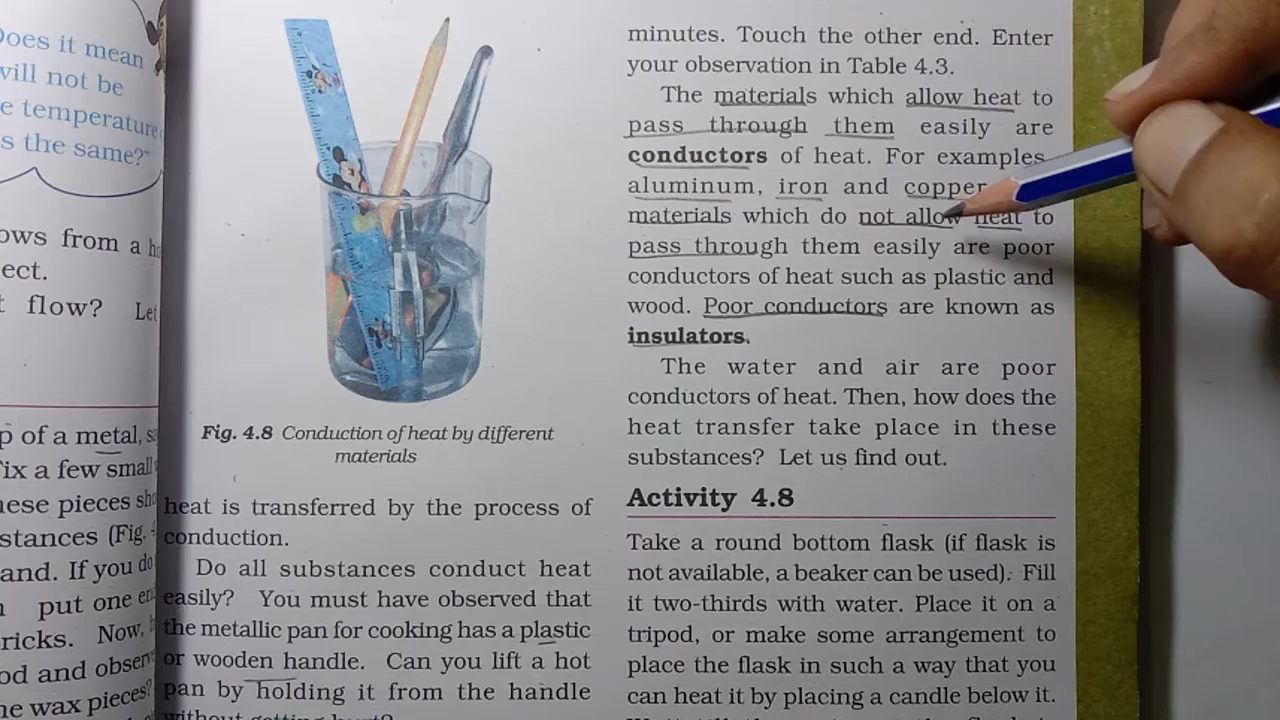 Does it mean
will not be
e temperature
s the same?"
ows from a
ect.
t flow? Let
p of a metal,
Fix a few small
hese pieces
stances (Fig.
and. If you do
put one
ricks. Now,
od and
he wax pieces?
Fig. 4.8 Conduction of heat by different
materials
heat is transferred by the process of
conduction.
Do all substances conduct heat
easily? You must have observed that
the metallic pan for cooking has a plastic
or wooden handle. Can you lift a hot
pan by holding it from the handle
without getting hurt?
minutes. Touch the other end. Enter
your observation in Table 4.3.
The materials which allow heat to
pass through them easily are
conductors of heat. For examples,
aluminum, iron and copper
materials which do not allow heat to
pass through them easily are poor
conductors of heat such as plastic and
wood. Poor conductors are known as
insulators.
The water and air are poor
conductors of heat. Then, how does the
heat transfer take place in these
substances? Let us find out.
Activity 4.8
Take a round bottom flask (if flask is
not available, a beaker can be used). Fill
it two-thirds with water. Place it on a
tripod, or make some arrangement to
place the flask in such a way that you
can heat it by placing a candle below it.